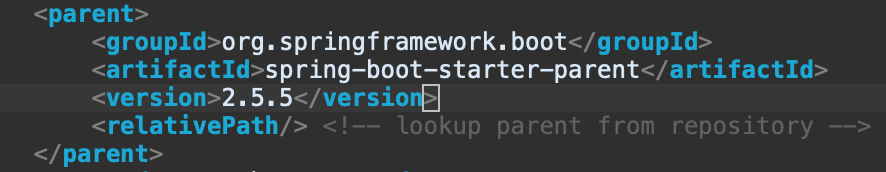 <parent>
<groupId>org.springframework.boot</groupId>
<artifactId>spring-boot-starter-parent</artifactId>
<version>2.5.5</version>
<relativePath/> <!-- lookup parent from repository -->
</parent>